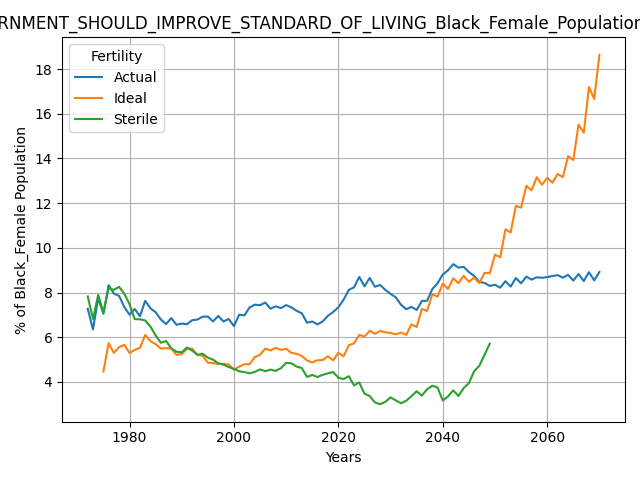 RNMENT_SHOULD_IMPROVE_STANDARD_OF_LIVING_Black_Female_Population
Fertility
Actual
Ideal
Sterile
% of Black_Female Population
18
16
14
12
10
8
6
4
1980 2000 2020 2040 2060
Years